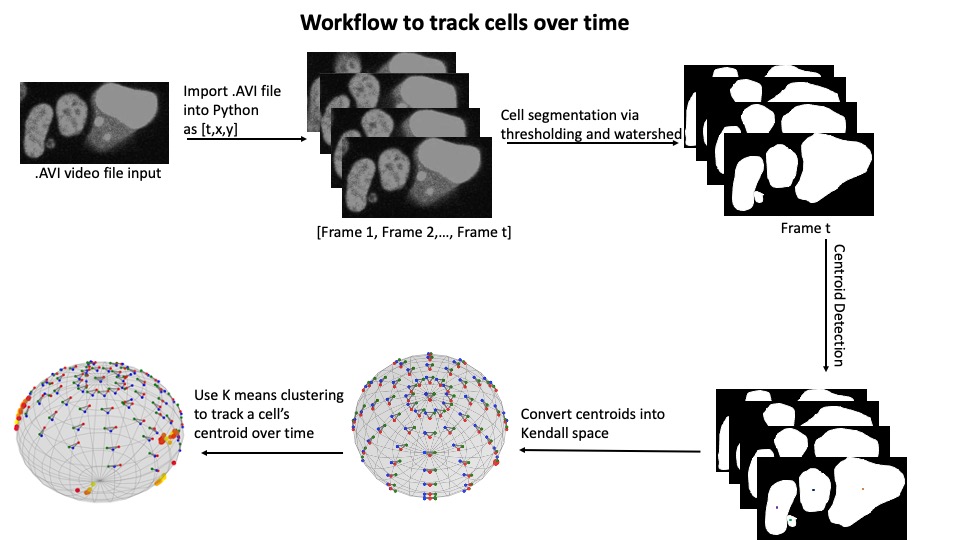 Workflow to track cells over time
Import .AVI file
into Python
as [t,x,y]
Cell segmentation via
thresholding and watershed
.AVI video file input
[Frame 1, Frame 2,..., Frame t]
Frame t
Centroid Detection
Use K means clustering
to track a cell’s
centroid over time
Convert centroids into
Kendall space